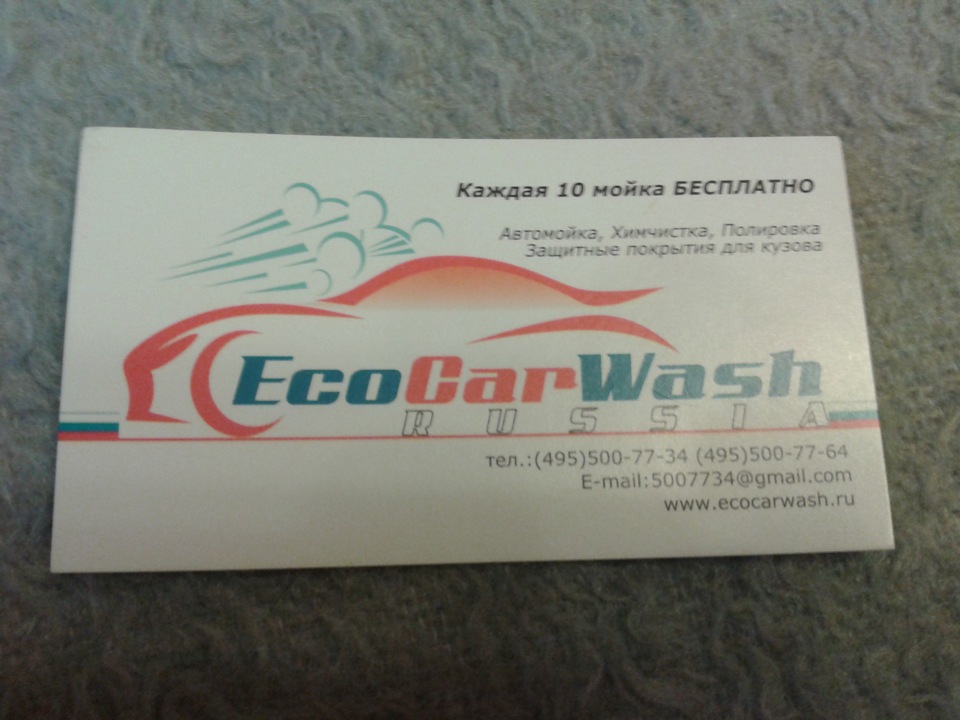 Каждая 10 мойка БЕСПЛАТНО
Автомойка, Химчистка, Полировка
Защитные покрытия для кузова
EcoCarWash
RUSSIA
тел.:(495)500-77-34 (495)500-77-64
E-mail:5007734@gmail.com
www.ecocarwash.ru